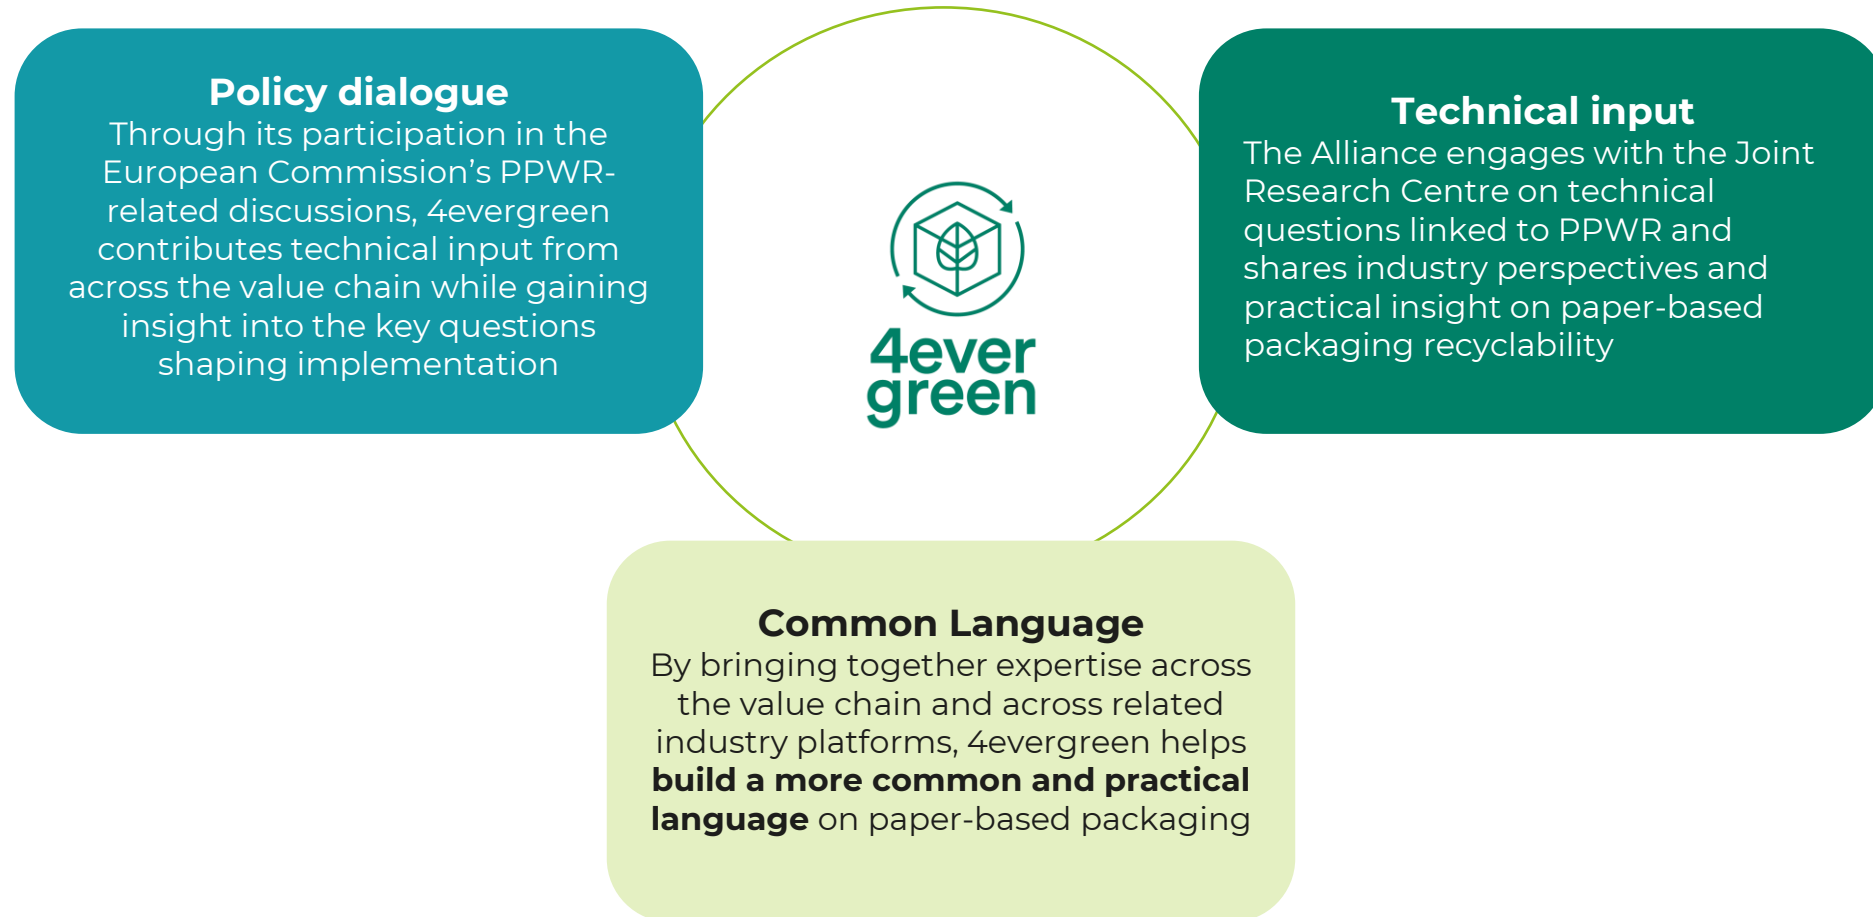 Policy dialogue
Through its participation in the
European Commission’s PPWR-
related discussions, 4evergreen
contributes technical input from
across the value chain while gaining
insight into the key questions
shaping implementation
4ever
green
Technical input
The Alliance engages with the Joint
Research Centre on technical
questions linked to PPWR and
shares industry perspectives and
practical insight on paper-based
packaging recyclability
Common Language
By bringing together expertise across
the value chain and across related
industry platforms, 4evergreen helps
build a more common and practical
language on paper-based packaging